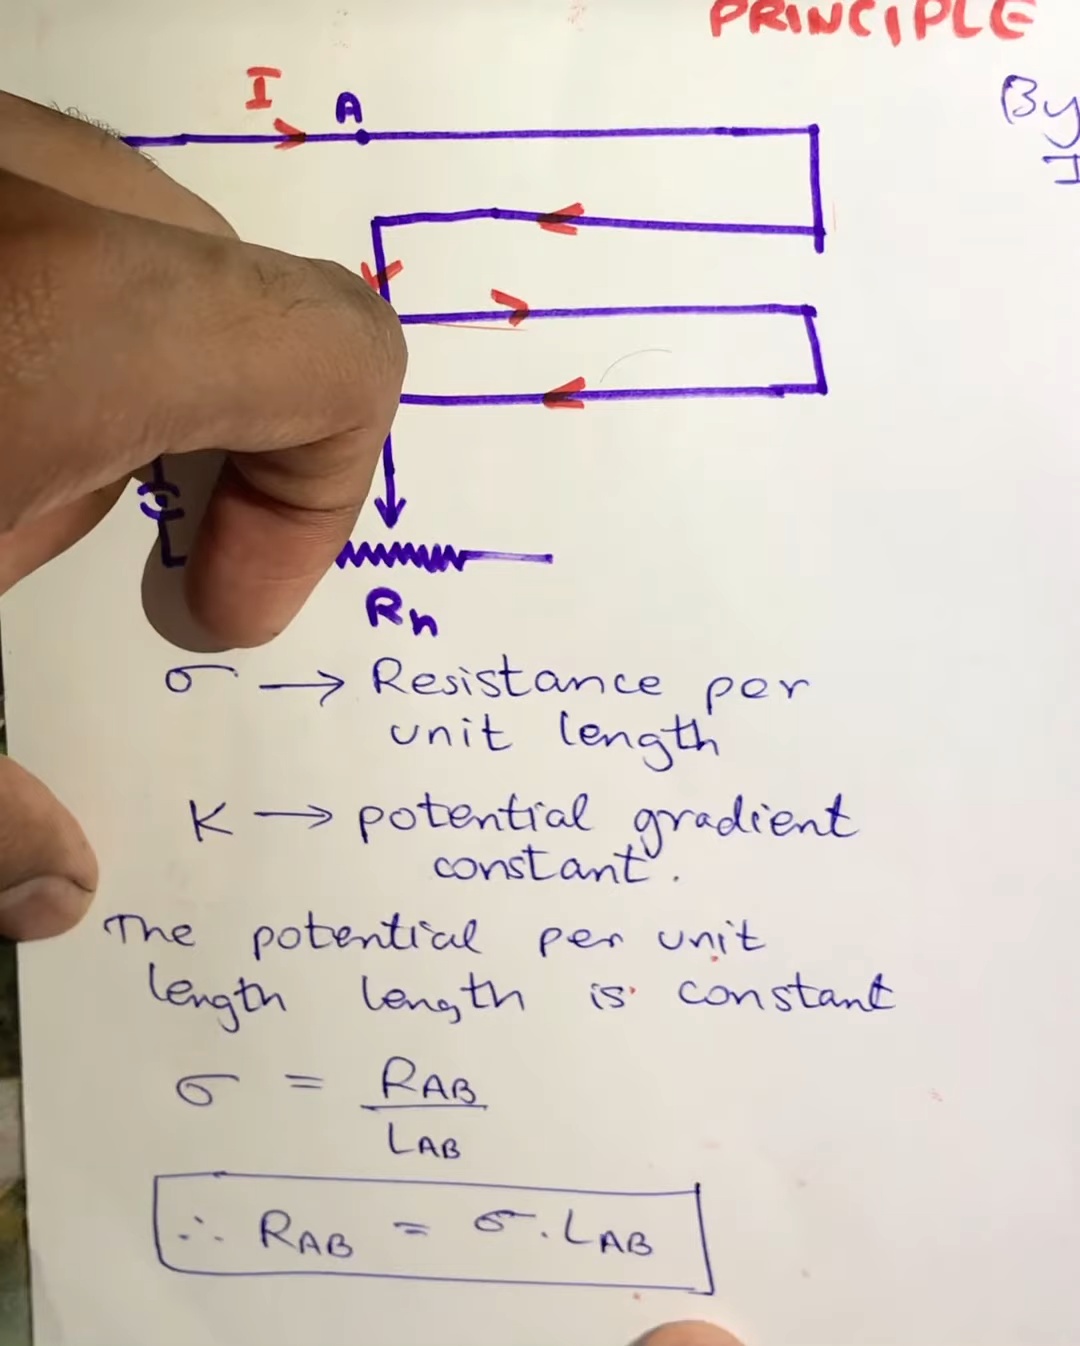 PRINCIPLE
By
I
A
Rh
σ → Resistance per
unit length
K → potential gradient
constant.
The potential per unit
length length is constant
σ = RAB
LAB
∴ RAB = σ.LAB